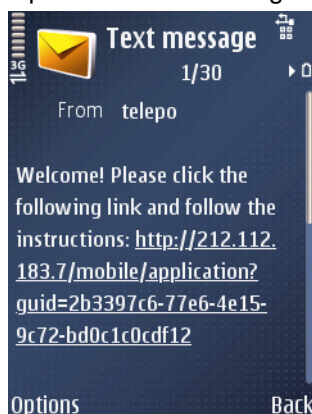 Text message
3G
1/30
From telepo
Welcome! Please click the
following link and follow the
instructions: http://212.112.
183.7/mobile/application?
guid=2b3397c6-77e6-4e15-
9c72-bd0c1c0cdf12
Options Back